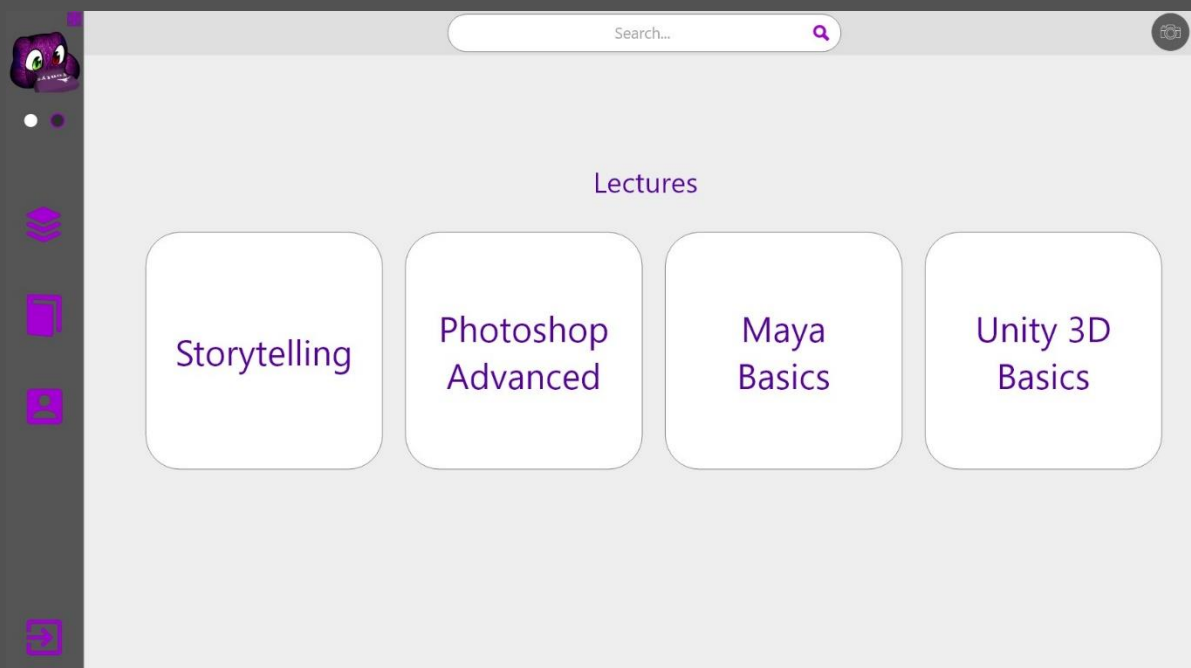 Search...
Lectures
Storytelling
Photoshop
Advanced
Maya
Basics
Unity 3D
Basics